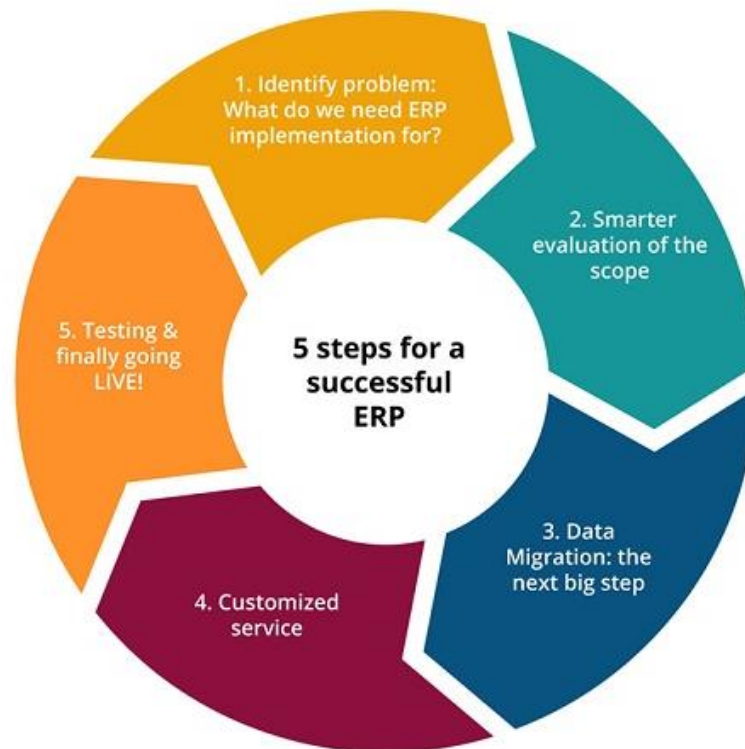 1. Identify problem:
What do we need ERP
implementation for?
2. Smarter
evaluation of the
scope
3. Data
Migration: the
next big step
4. Customized
service
5. Testing &
finally going
LIVE!
5 steps for a
successful
ERP